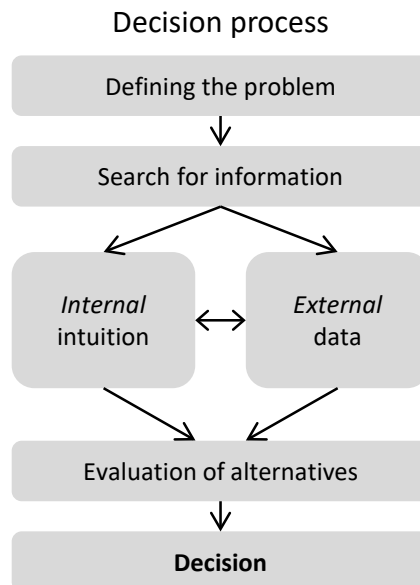 Decision process
Defining the problem
Search for information
Internal
intuition
External
data
Evaluation of alternatives
Decision